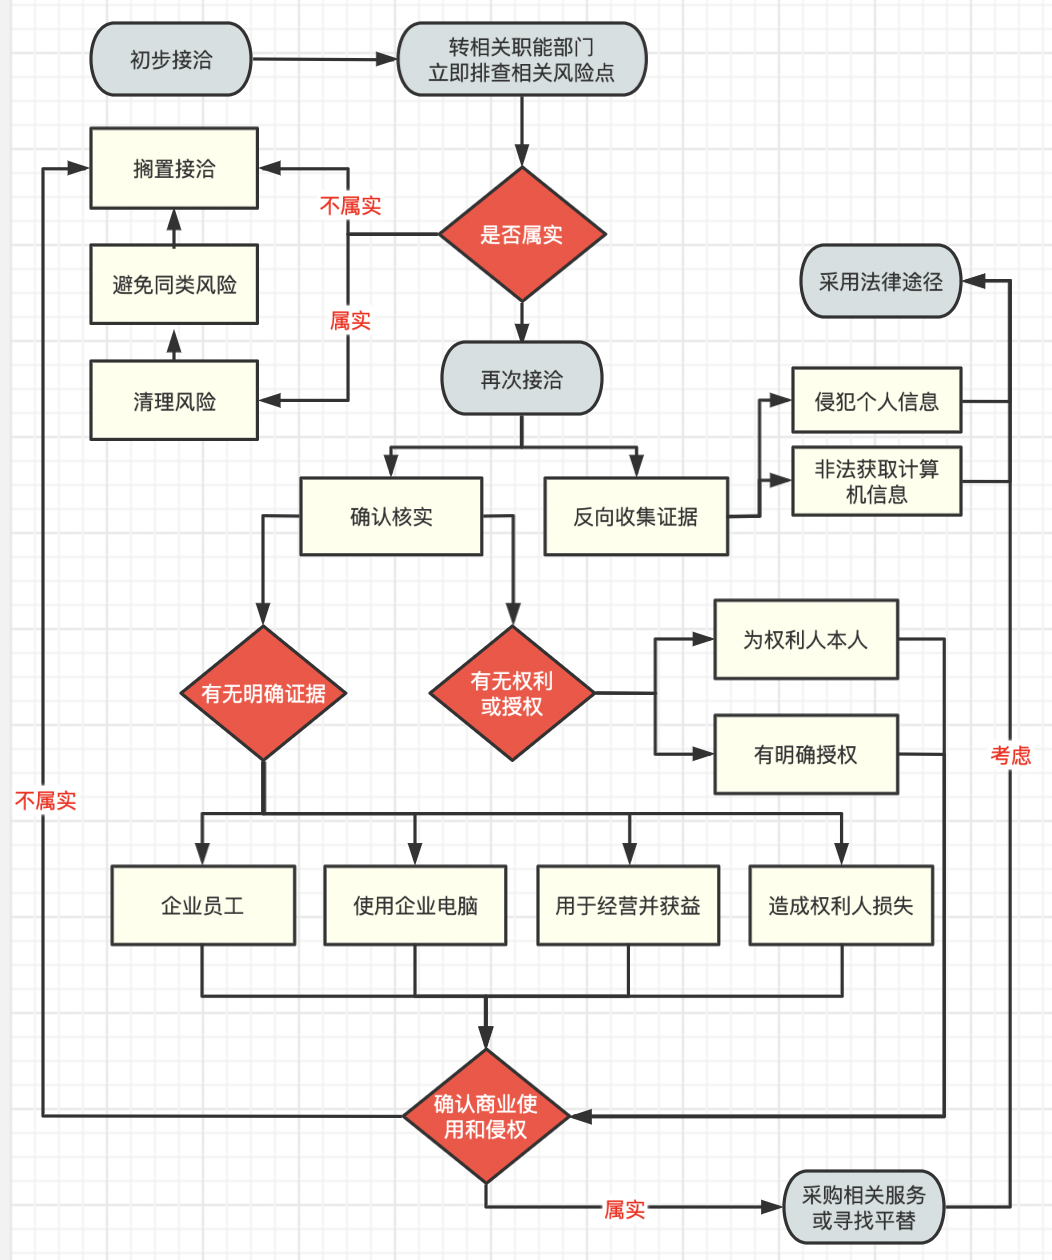 初步接洽
转相关职能部门
立即排查相关风险点
搁置接洽
不属实
是否属实
避免同类风险
采用法律途径
属实
再次接洽
清理风险
侵犯个人信息
非法获取计算
机信息
确认核实
反向收集证据
为权利人本人
有无明确证据
有无权利
或授权
有明确授权
考虑
不属实
企业员工
使用企业电脑
用于经营并获益
造成权利人损失
确认商业使
用和侵权
属实
采购相关服务
或寻找平替